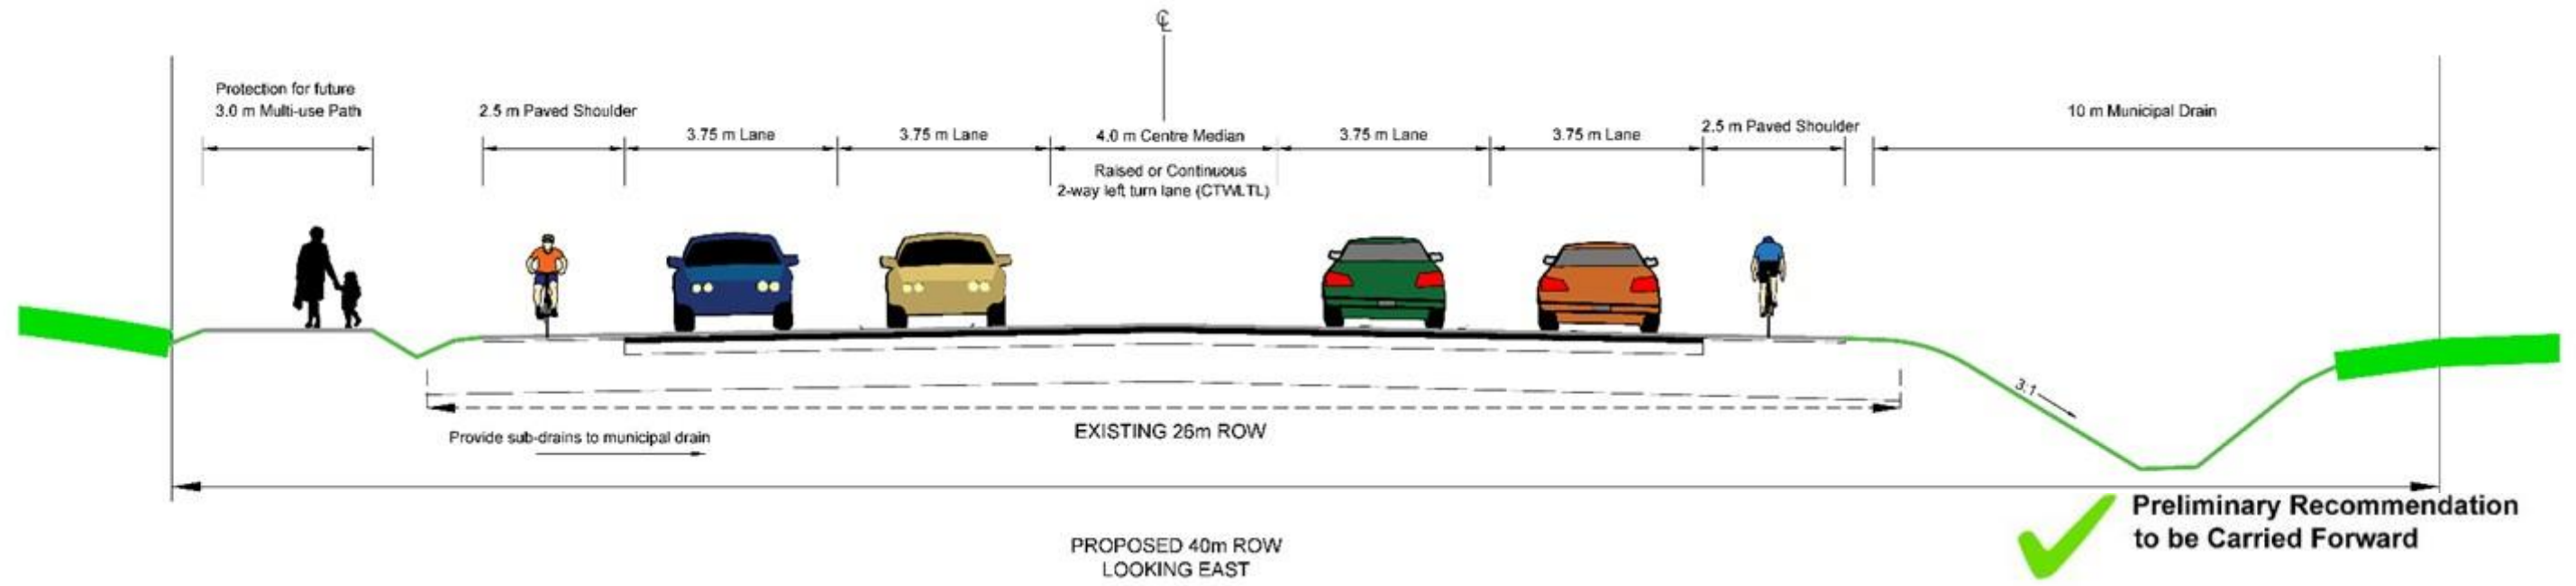 ℄
Protection for future
3.0 m Multi-use Path
2.5 m Paved Shoulder
3.75 m Lane
3.75 m Lane
4.0 m Centre Median
Raised or Continuous
2-way left turn lane (CTWLTL)
3.75 m Lane
3.75 m Lane
2.5 m Paved Shoulder
10 m Municipal Drain
3:1
Provide sub-drains to municipal drain
EXISTING 26m ROW
PROPOSED 40m ROW
LOOKING EAST
Preliminary Recommendation
to be Carried Forward